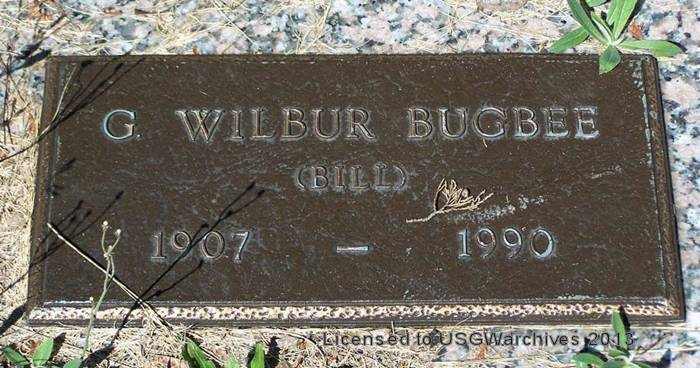 G. WILBUR BUGBEE
(BILL)
1907 — 1990
Licensed to USGWarchives 2013